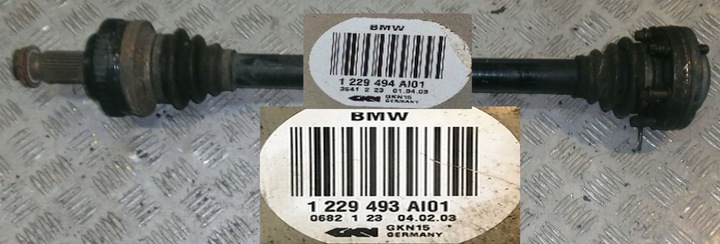 BMW
1 229 494 AI01
3641 2 23 01.04.03
GKN GKN15
GERMANY
BMW
1 229 493 AI01
0682 1 23 04.02.03
GKN GKN15
GERMANY